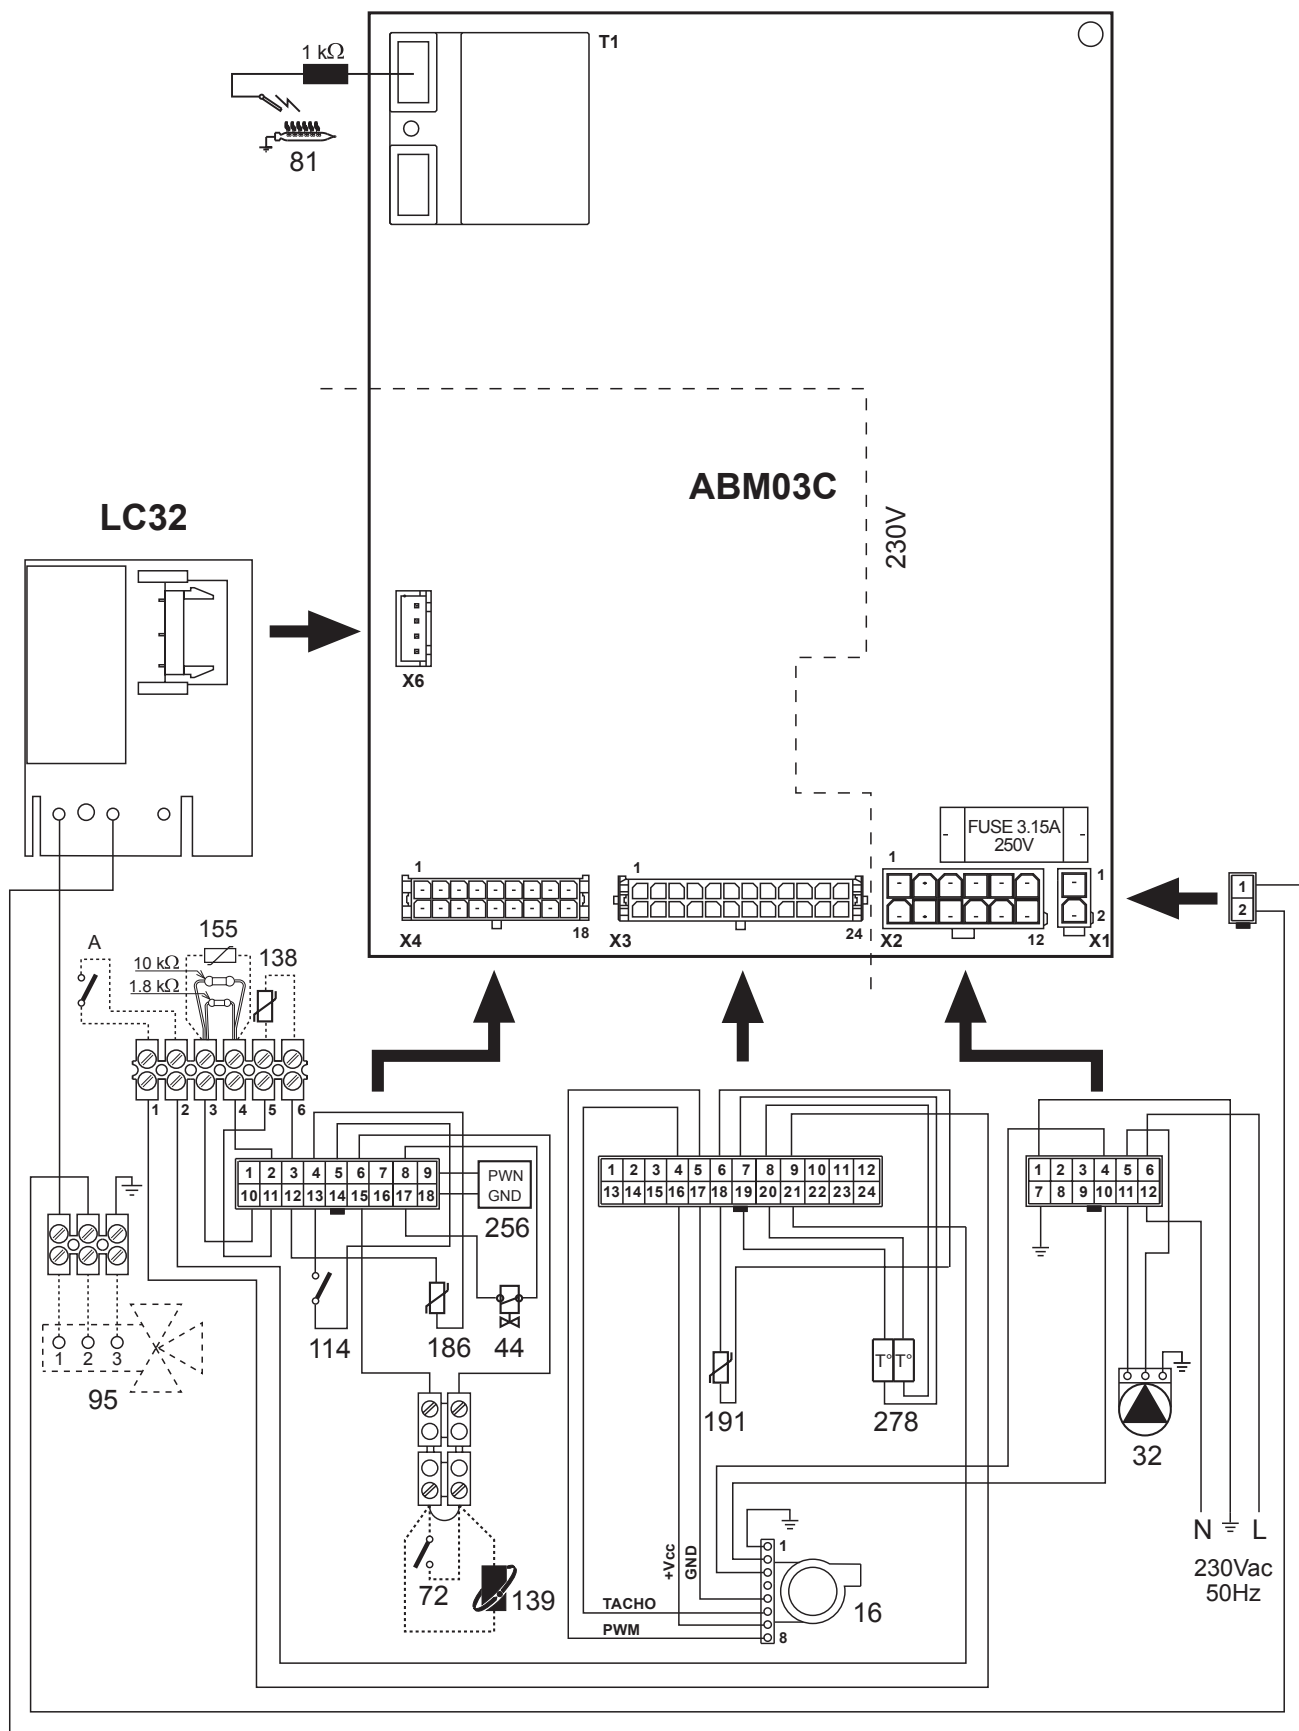 1 kΩ
T1
81
ABM03C
LC32
230V
X6
FUSE 3.15A
250V
1
1
1
1
X4
18
X3
24
X2
12
2
X1
1
2
155
A
138
10 kΩ
1.8 kΩ
1 2 3 4 5 6
1 2 3 4 5 6 7 8 9
10 11 12 13 14 15 16 17 18
PWN
GND
256
1 2 3 4 5 6 7 8 9 10 11 12
13 14 15 16 17 18 19 20 21 22 23 24
1 2 3 4 5 6
7 8 9 10 11 12
114
186
44
1 2 3
95
T° T°
191
278
32
N L
230Vac
50Hz
+Vcc
GND
1
72
139
TACHO
PWM
16
8